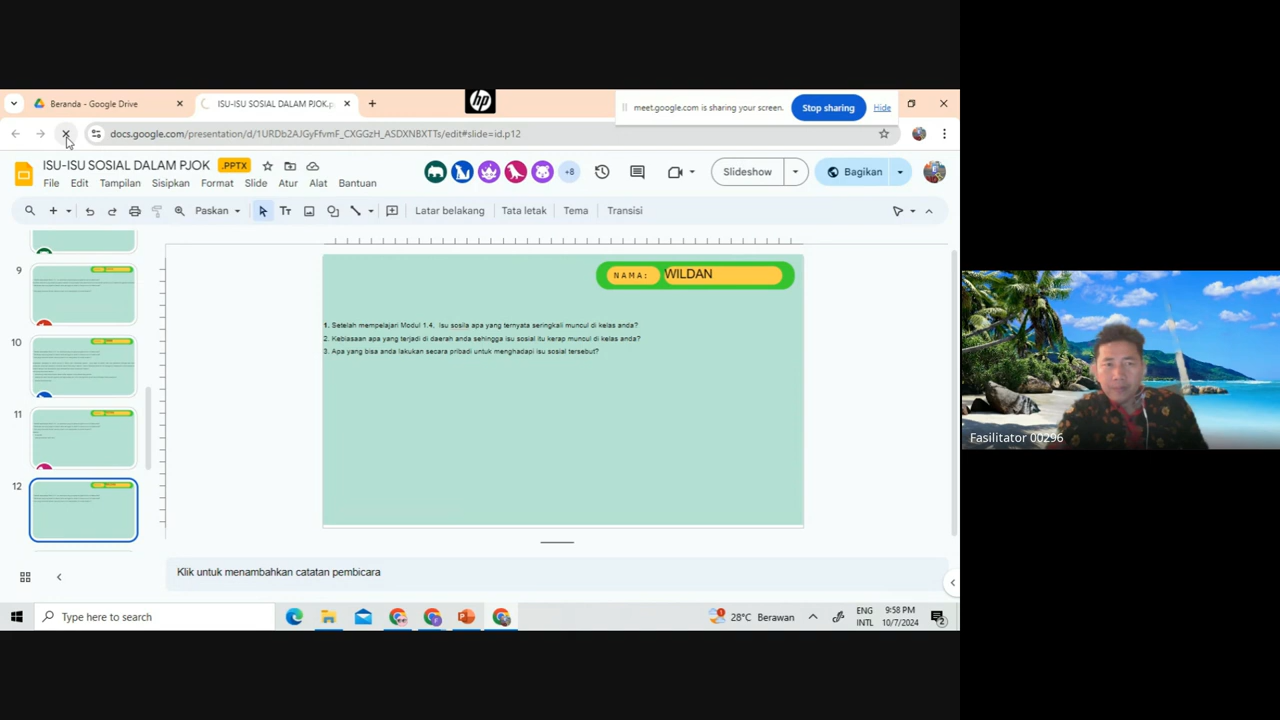 Beranda - Google Drive
ISU-ISU SOSIAL DALAM PJOK.p
hp
meet.google.com is sharing your screen.
Stop sharing
Hide
docs.google.com/presentation/d/1URDb2AJGyFfvmF_CXGGzH_ASDXNBXTTs/edit#slide=id.p12
ISU-ISU SOSIAL DALAM PJOK .PPTX
+8
Slideshow
Bagikan
File Edit Tampilan Sisipkan Format Slide Atur Alat Bantuan
Paskan
Latar belakang Tata letak Tema Transisi
9
10
11
12
NAMA: WILDAN
1. Setelah mempelajari Modul 1.4, Isu sosila apa yang ternyata seringkali muncul di kelas anda?
2. Kebiasaan apa yang terjadi di daerah anda sehingga isu sosial itu kerap muncul di kelas anda?
3. Apa yang bisa anda lakukan secara pribadi untuk menghadapi isu sosial tersebut?
Klik untuk menambahkan catatan pembicara
Fasilitator 00296
Type here to search
28°C Berawan
ENG
INTL
9:58 PM
10/7/2024
2